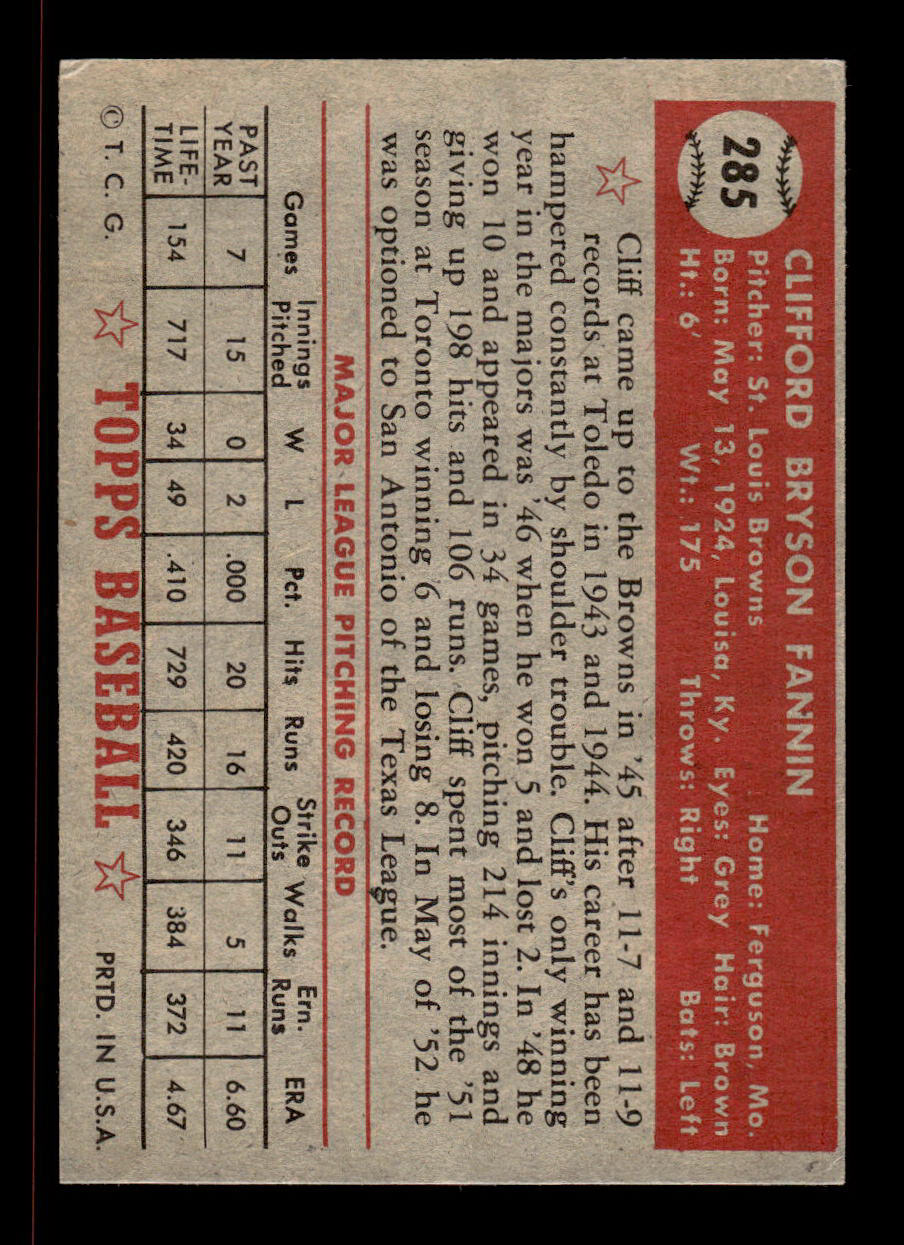 285
CLIFFORD BRYSON FANNIN
Pitcher: St. Louis Browns Home: Ferguson, Mo.
Born: May 13, 1924, Louisa, Ky. Eyes: Grey Hair: Brown
Ht.: 6' Wt.: 175 Throws: Right Bats: Left
Cliff came up to the Browns in '45 after 11-7 and 11-9
records at Toledo in 1943 and 1944. His career has been
hampered constantly by shoulder trouble. Cliff's only winning
year in the majors was '46 when he won 5 and lost 2. In '48 he
won 10 and appeared in 34 games, pitching 214 innings and
giving up 198 hits and 106 runs. Cliff spent most of the '51
season at Toronto winning 6 and losing 8. In May of '52 he
was optioned to San Antonio of the Texas League.
MAJOR LEAGUE PITCHING RECORD
Games Innings Pitched W L Pct. Hits Runs Strike Outs Walks Ern. Runs ERA
PAST YEAR 7 15 0 2 .000 20 16 11 5 11 6.60
LIFE-TIME 154 717 34 49 .410 729 420 346 384 372 4.67
© T. C. G. TOPPS BASEBALL PRTD. IN U.S.A.